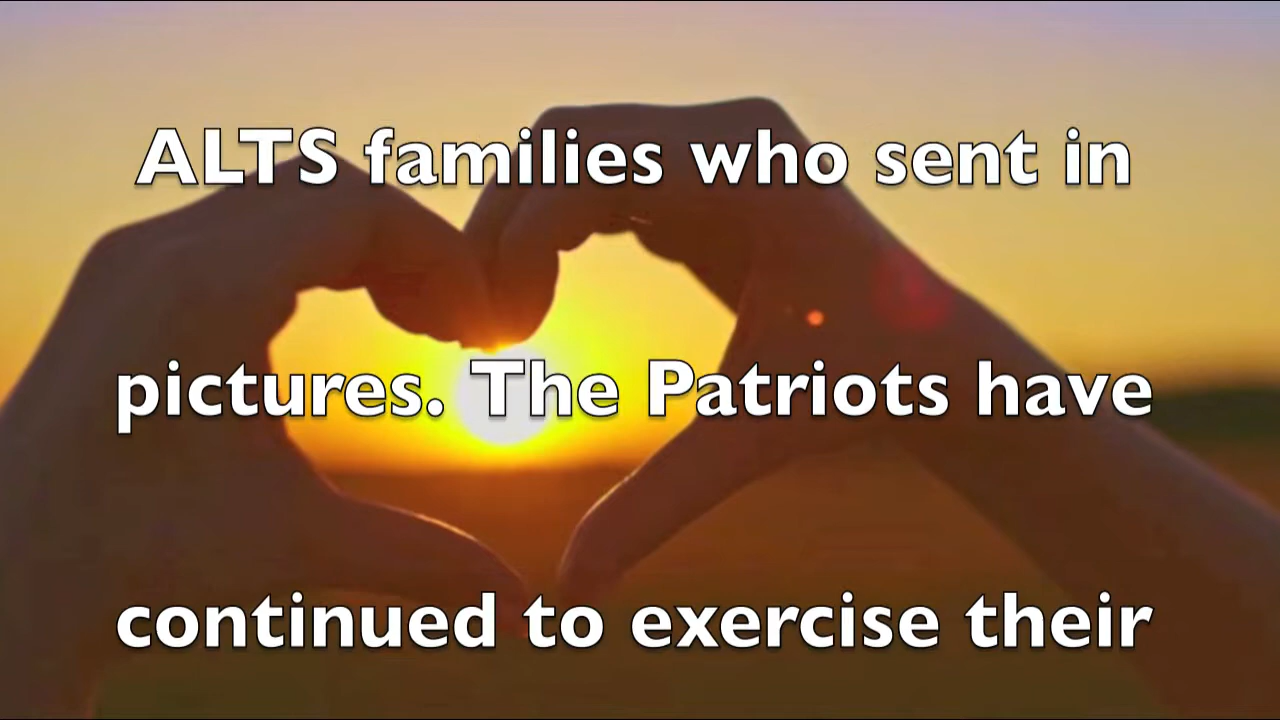 ALTS families who sent in
pictures. The Patriots have
continued to exercise their